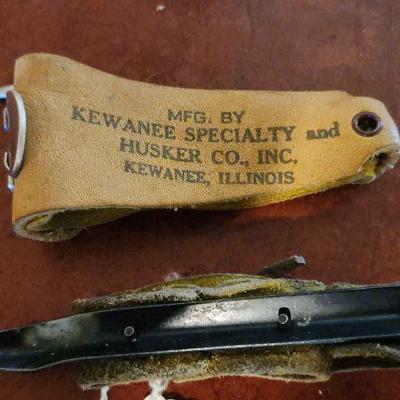 MFG. BY
KEWANEE SPECIALTY and
HUSKER CO., INC.
KEWANEE, ILLINOIS